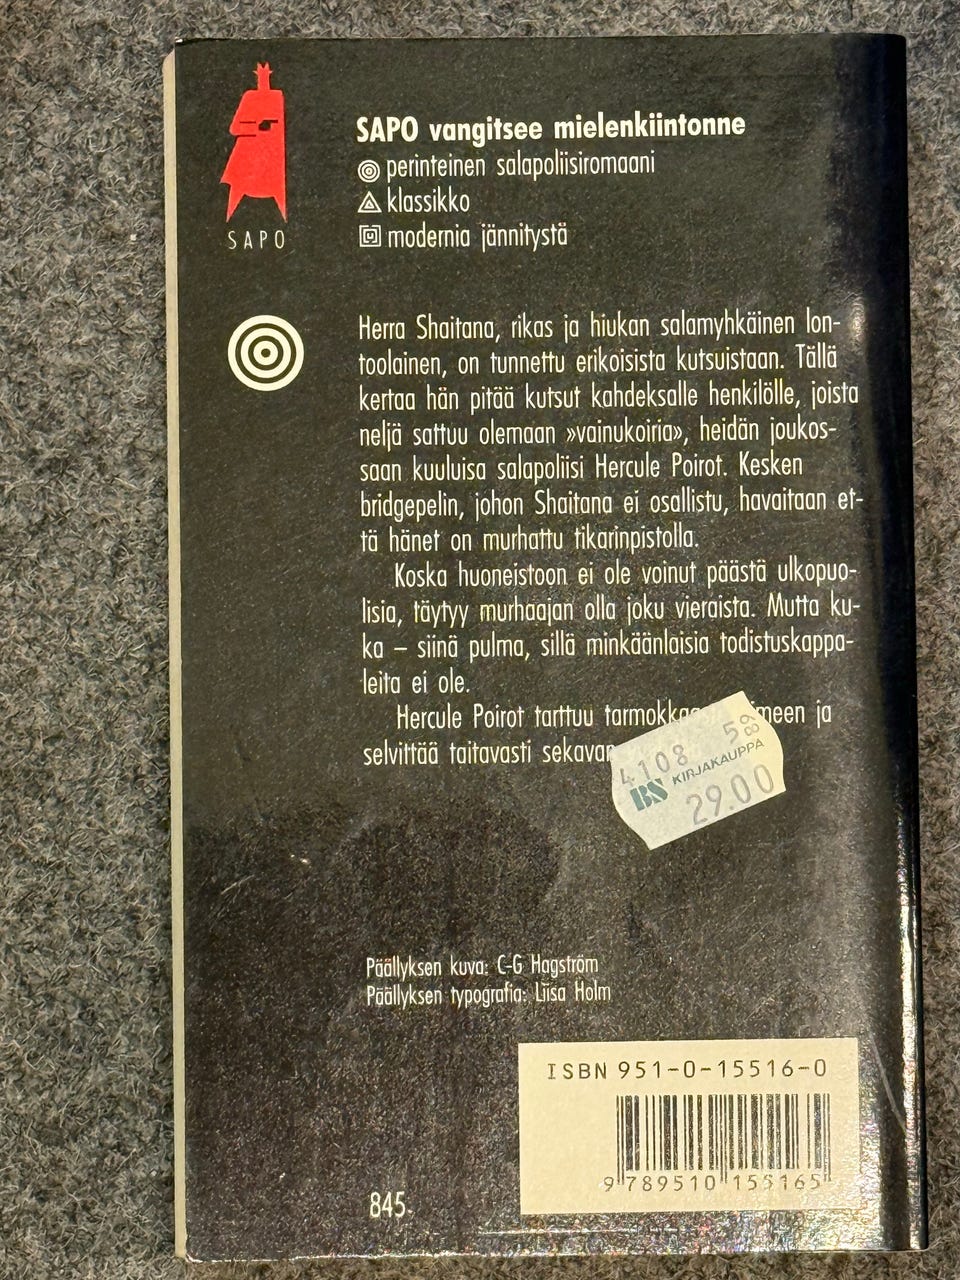 SAPO vangitsee mielenkiintonne
perinteinen salapoliisiromaani
klassikko
modernia jännitystä
SAPO
Herra Shaitana, rikas ja hiukan salamyhkäinen lon-
toolainen, on tunnettu erikoisista kutsuistaan. Tällä
kertaa hän pitää kutsut kahdeksalle henkilölle, joista
neljä sattuu olemaan »vainukoiria», heidän joukos-
saan kuuluisa salapoliisi Hercule Poirot. Kesken
bridgepelin, johon Shaitana ei osallistu, havaitaan et-
tä hänet on murhattu tikarinpistolla.
Koska huoneistoon ei ole voinut päästä ulkopuo-
lisia, täytyy murhaajan olla joku vieraista. Mutta ku-
ka – siinä pulma, sillä minkäänlaisia todistuskappa-
leita ei ole.
Hercule Poirot tarttuu ja
selvittää taitavasti
4108 589
BS KIRJAKAUPPA
29.00
Päällyksen kuva: C-G Hagström
Päällyksen typografia: Liisa Holm
ISBN 951-0-15516-0
9 789510 155165
845